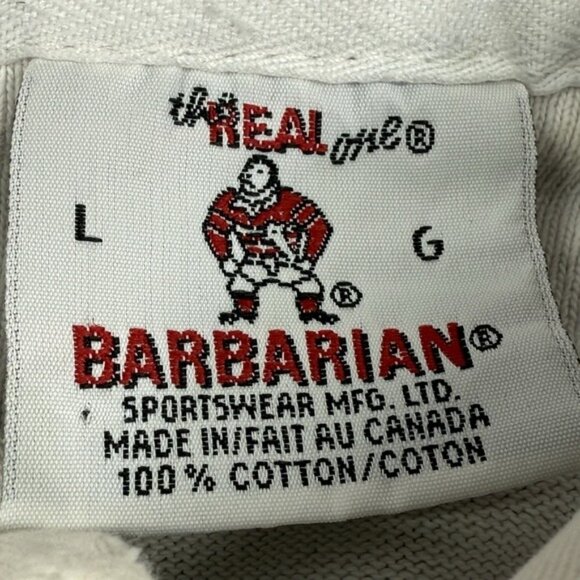 the REAL one®
L
G
®
BARBARIAN®
SPORTSWEAR MFG. LTD.
MADE IN/FAIT AU CANADA
100% COTTON/COTON